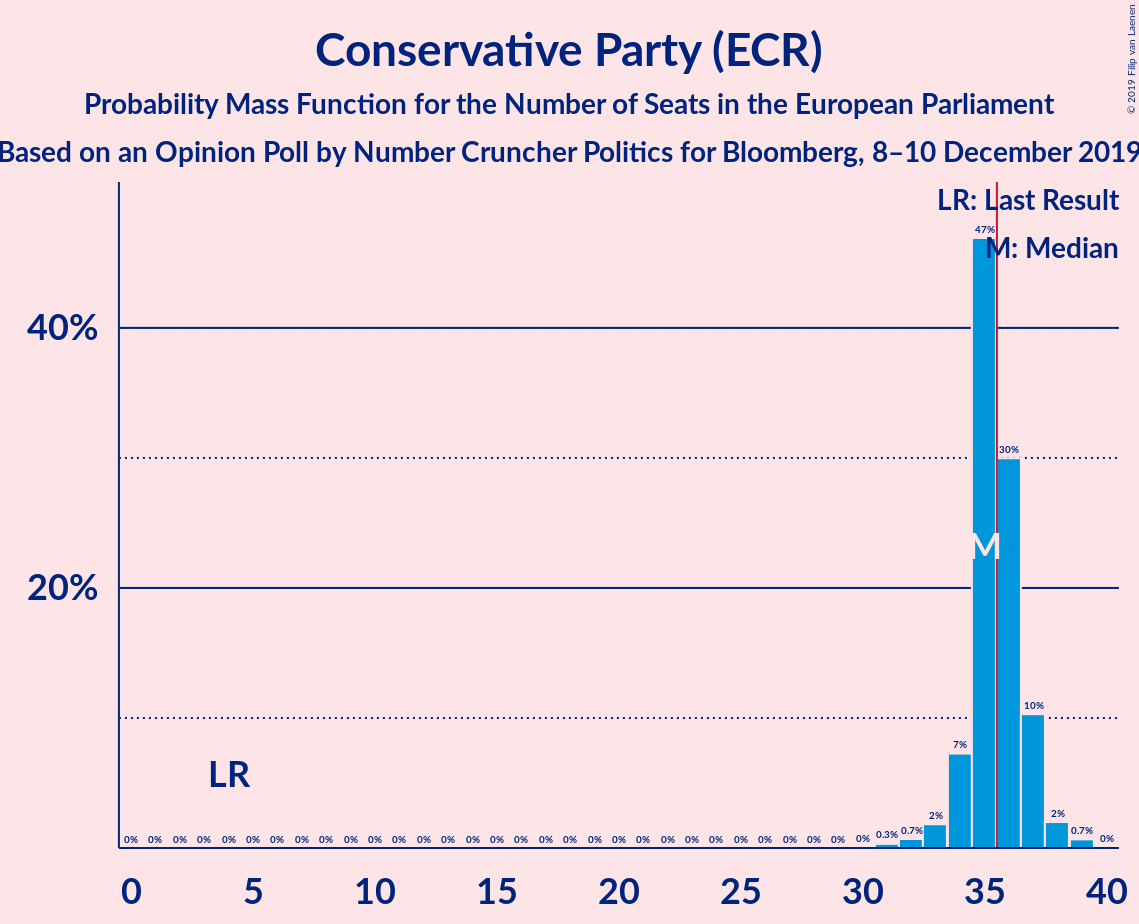 Conservative Party (ECR)
Probability Mass Function for the Number of Seats in the European Parliament
Based on an Opinion Poll by Number Cruncher Politics for Bloomberg, 8–10 December 2019
© 2019 Filip van Laenen
LR: Last Result
M: Median
47%
40%
30%
M
20%
10%
7%
LR
2% 2%
0% 0% 0% 0% 0% 0% 0% 0% 0% 0% 0% 0% 0% 0% 0% 0% 0% 0% 0% 0% 0% 0% 0% 0% 0% 0% 0% 0% 0% 0% 0% 0.3% 0.7% 0.7% 0%
0 5 10 15 20 25 30 35 40